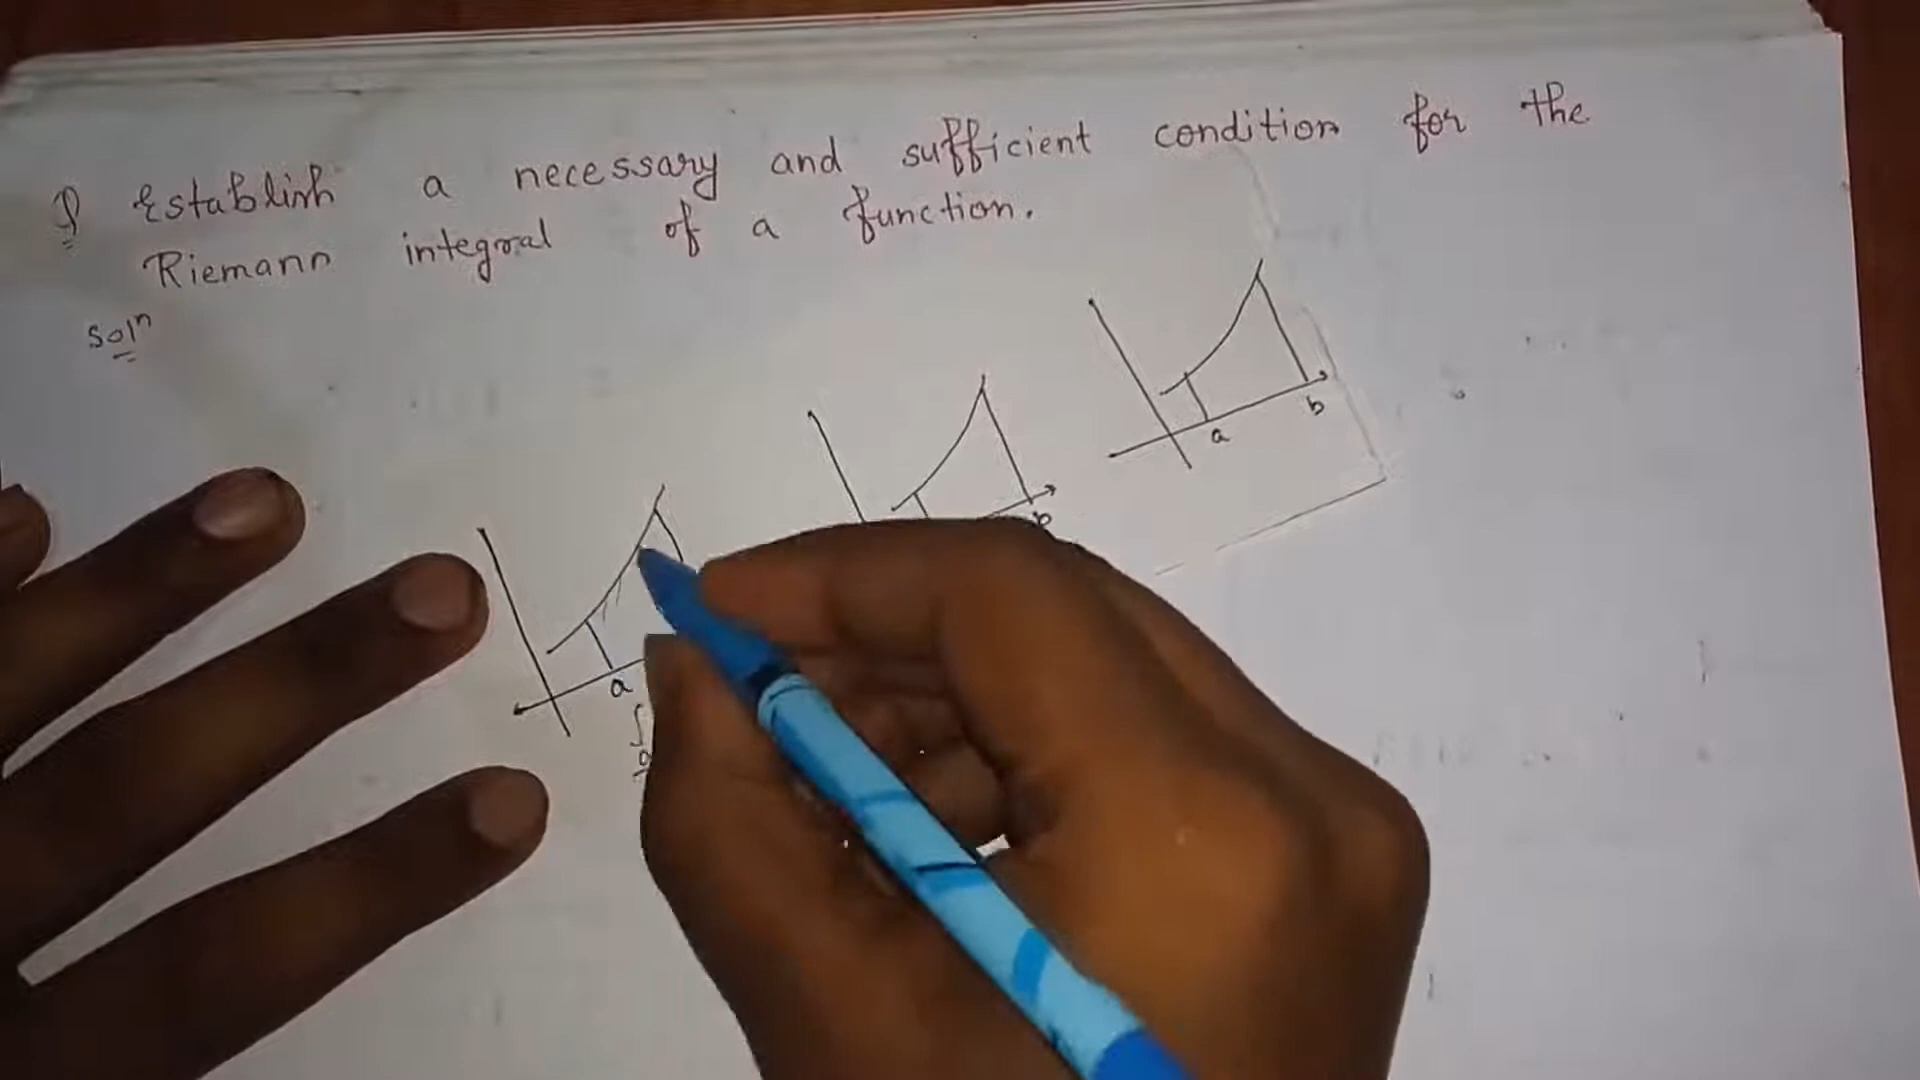 Q Establish a necessary and sufficient condition for the
Riemann integral of a function.
Solⁿ
a b
b
a
∫
a